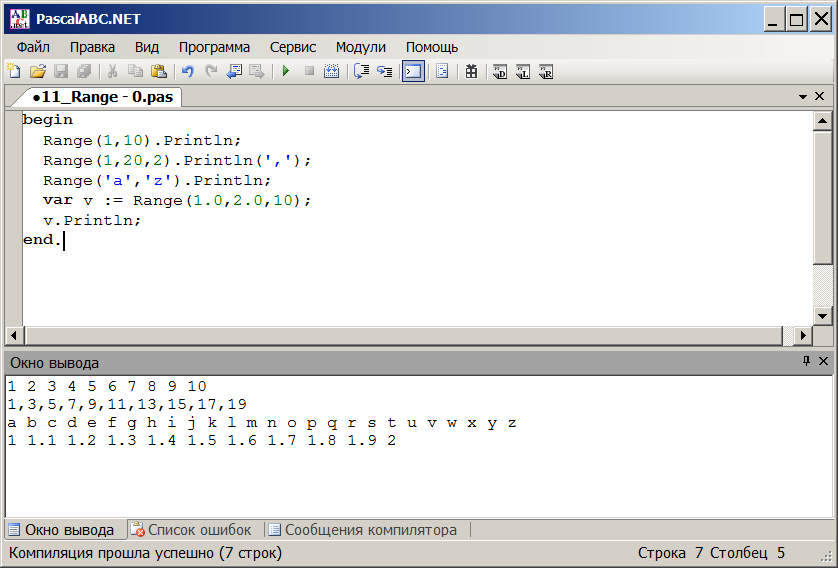 PascalABC.NET
Файл Правка Вид Программа Сервис Модули Помощь
●11_Range - 0.pas
begin
  Range(1,10).Println;
  Range(1,20,2).Println(',');
  Range('a','z').Println;
  var v := Range(1.0,2.0,10);
  v.Println;
end.
Окно вывода
1 2 3 4 5 6 7 8 9 10
1,3,5,7,9,11,13,15,17,19
a b c d e f g h i j k l m n o p q r s t u v w x y z
1 1.1 1.2 1.3 1.4 1.5 1.6 1.7 1.8 1.9 2
Окно вывода Список ошибок Сообщения компилятора
Компиляция прошла успешно (7 строк) Строка 7 Столбец 5